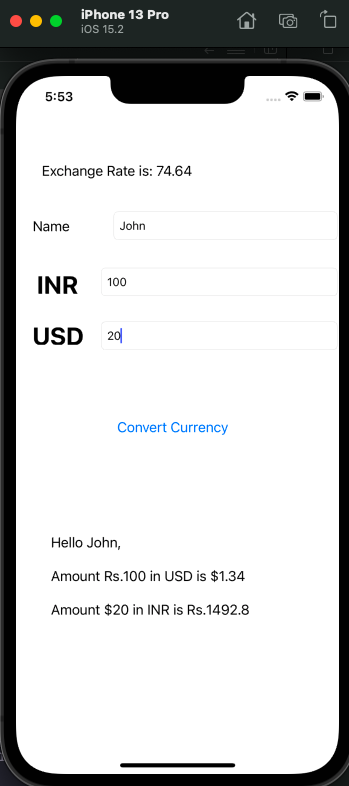 iPhone 13 Pro
iOS 15.2
5:53
Exchange Rate is: 74.64
Name John
INR 100
USD 20
Convert Currency
Hello John,
Amount Rs.100 in USD is $1.34
Amount $20 in INR is Rs.1492.8